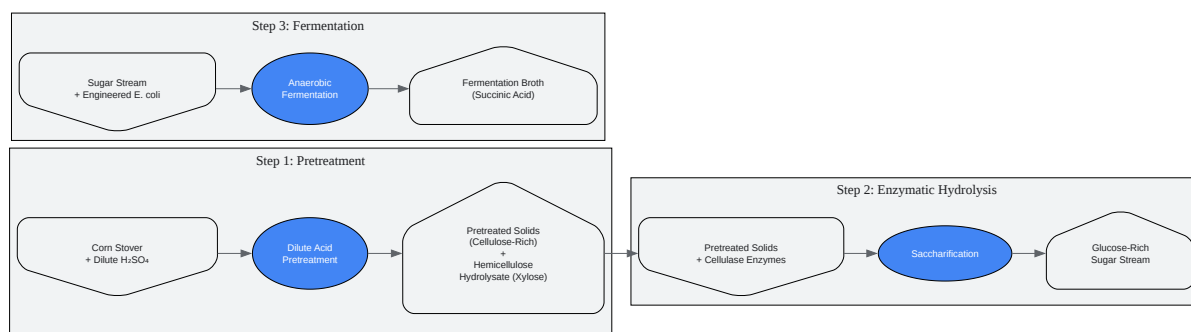 Step 3: Fermentation
Sugar Stream
+ Engineered E. coli
Anaerobic
Fermentation
Fermentation Broth
(Succinic Acid)
Step 1: Pretreatment
Corn Stover
+ Dilute H₂SO₄
Dilute Acid
Pretreatment
Pretreated Solids
(Cellulose-Rich)
+
Hemicellulose
Hydrolysate (Xylose)
Step 2: Enzymatic Hydrolysis
Pretreated Solids
+ Cellulase Enzymes
Saccharification
Glucose-Rich
Sugar Stream